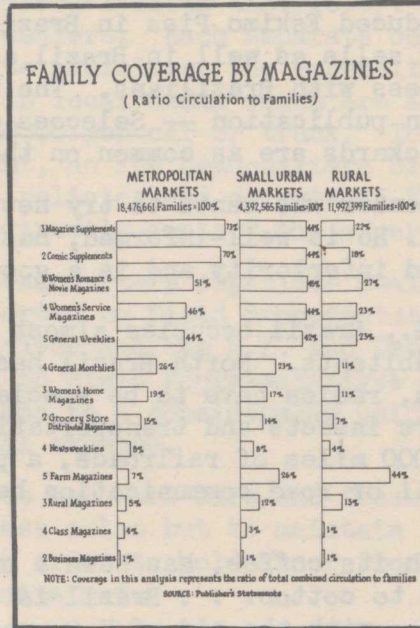 FAMILY COVERAGE BY MAGAZINES
(Ratio Circulation to Families)
METROPOLITAN MARKETS
18,476,661 Families=100%
SMALL URBAN MARKETS
4,392,565 Families=100%
RURAL MARKETS
11,992,399 Families=100%
3 Magazine Supplements 73% 44% 22%
2 Comic Supplements 70% 44% 18%
16 Women's Romance & Movie Magazines 51% 27%
4 Women's Service Magazines 46% 44% 23%
5 General Weeklies 44% 42% 23%
4 General Monthlies 26% 23% 11%
3 Women's Home Magazines 19% 17% 11%
2 Grocery Store Distributed Magazines 15% 14% 7%
4 Newsweeklies 8% 4%
5 Farm Magazines 7% 26% 44%
3 Rural Magazines 5% 12% 13%
4 Class Magazines 4% 3% 1%
2 Business Magazines 1% 1% 1%
NOTE: Coverage in this analysis represents the ratio of total combined circulation to families
SOURCE: Publisher's Statements